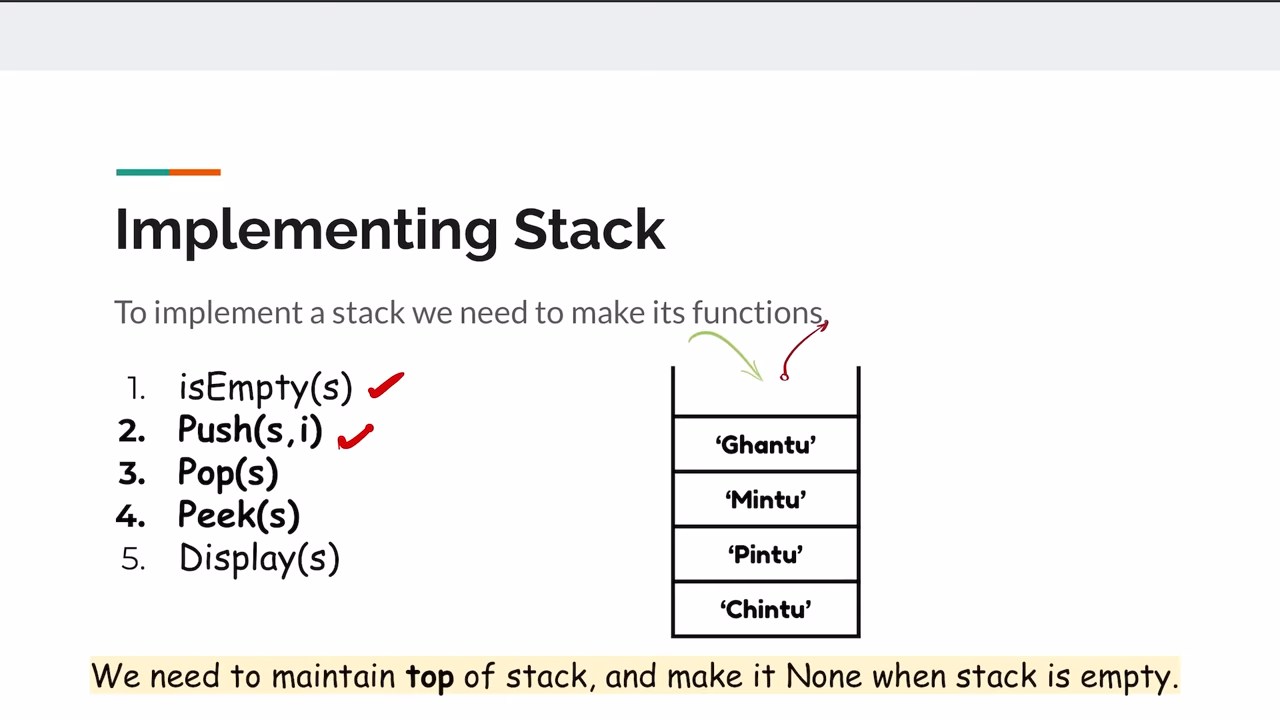 Implementing Stack
To implement a stack we need to make its functions.
1. isEmpty(s)
2. Push(s,i)
3. Pop(s)
4. Peek(s)
5. Display(s)
‘Ghantu’
‘Mintu’
‘Pintu’
‘Chintu’
We need to maintain top of stack, and make it None when stack is empty.